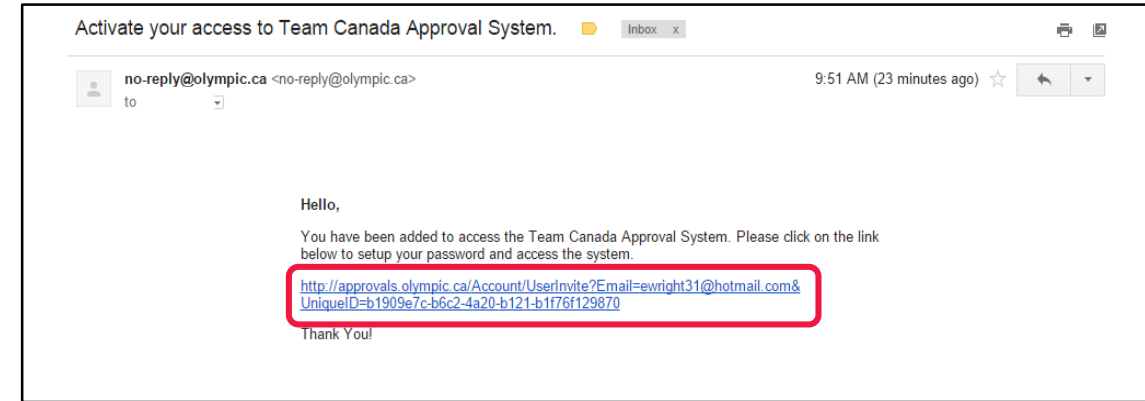 Activate your access to Team Canada Approval System.
Inbox x
no-reply@olympic.ca <no-reply@olympic.ca>
9:51 AM (23 minutes ago)
to
Hello,
You have been added to access the Team Canada Approval System. Please click on the link
below to setup your password and access the system.
http://approvals.olympic.ca/Account/UserInvite?Email=ewright31@hotmail.com&
UniqueID=b1909e7c-b6c2-4a20-b121-b1f76f129870
Thank You!